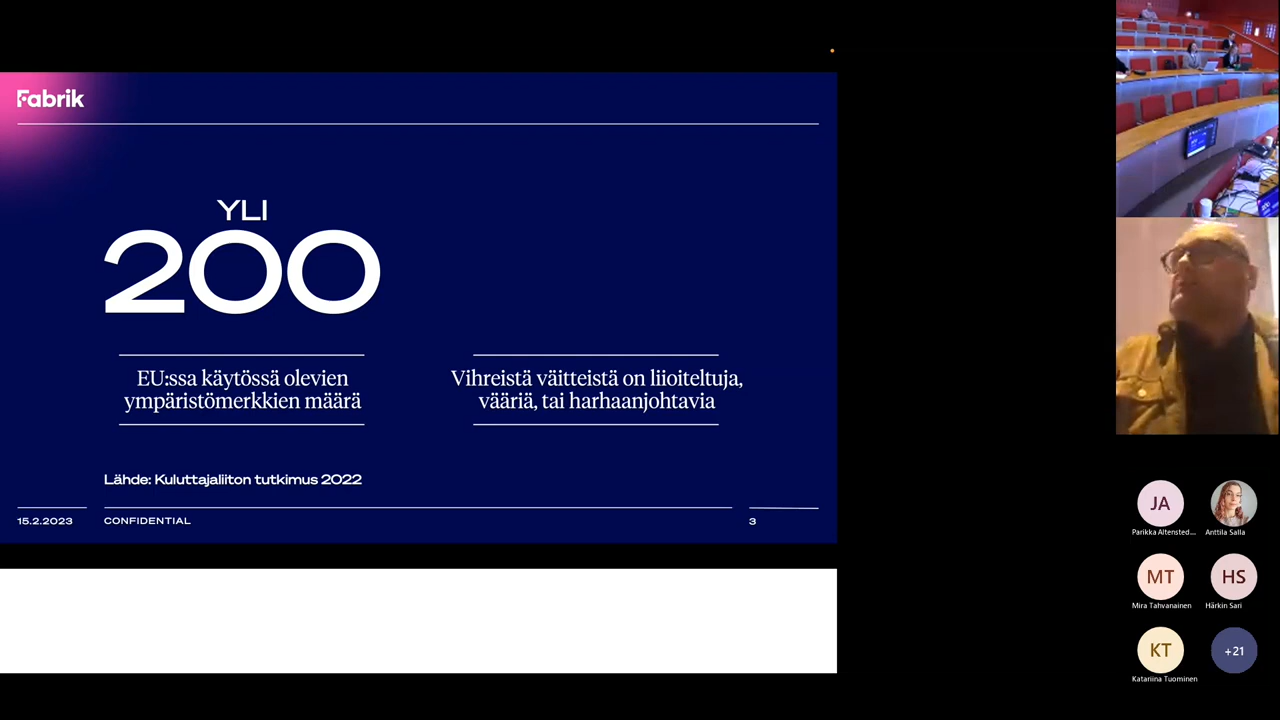 Fabrik
YLI
200
EU:ssa käytössä olevien
ympäristömerkkien määrä
Vihreistä väitteistä on liioiteltuja,
vääriä, tai harhaanjohtavia
Lähde: Kuluttajaliiton tutkimus 2022
15.2.2023
CONFIDENTIAL
3
JA
Parikka Altensted...
Anttila Salla
MT
Mira Tahvanainen
HS
Härkin Sari
KT
Katariina Tuominen
+21